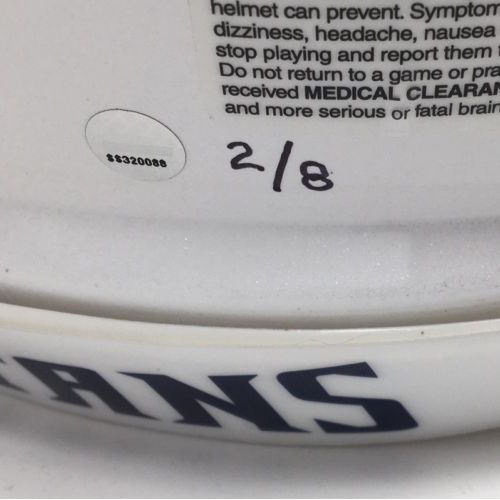 helmet can prevent. Symptom
dizziness, headache, nausea
stop playing and report them
Do not return to a game or pra
received MEDICAL CLEARAN
and more serious or fatal brain
SS320088
2/8
ANS